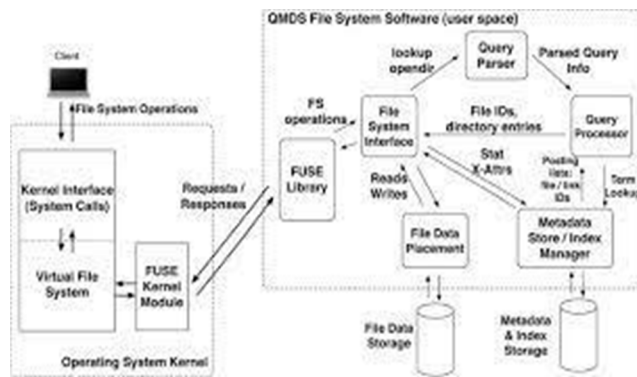 QMDS File System Software (user space)
Client
File System Operations
Kernel Interface
(System Calls)
Virtual File
System
FUSE
Kernel
Module
Operating System Kernel
Requests /
Responses
FS
operations
FUSE
Library
lookup
opendir
File
System
Interface
Query
Parser
Parsed Query
Info
Query
Processor
File IDs,
directory entries
Stat
X-Attrs
Posting
lists:
file / link
IDs
Term
Lookup
Reads
Writes
File Data
Placement
Metadata
Store / Index
Manager
File Data
Storage
Metadata
& Index
Storage